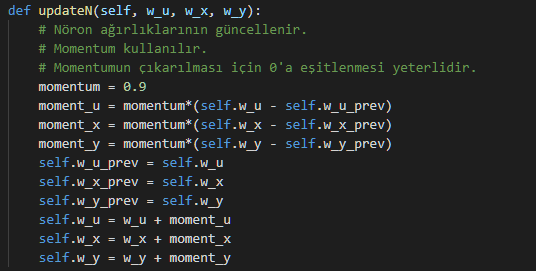 def updateN(self, w_u, w_x, w_y):
# Nöron ağırlıklarının güncellenir.
# Momentum kullanılır.
# Momentumun çıkarılması için 0'a eşitlenmesi yeterlidir.
momentum = 0.9
moment_u = momentum*(self.w_u - self.w_u_prev)
moment_x = momentum*(self.w_x - self.w_x_prev)
moment_y = momentum*(self.w_y - self.w_y_prev)
self.w_u_prev = self.w_u
self.w_x_prev = self.w_x
self.w_y_prev = self.w_y
self.w_u = w_u + moment_u
self.w_x = w_x + moment_x
self.w_y = w_y + moment_y